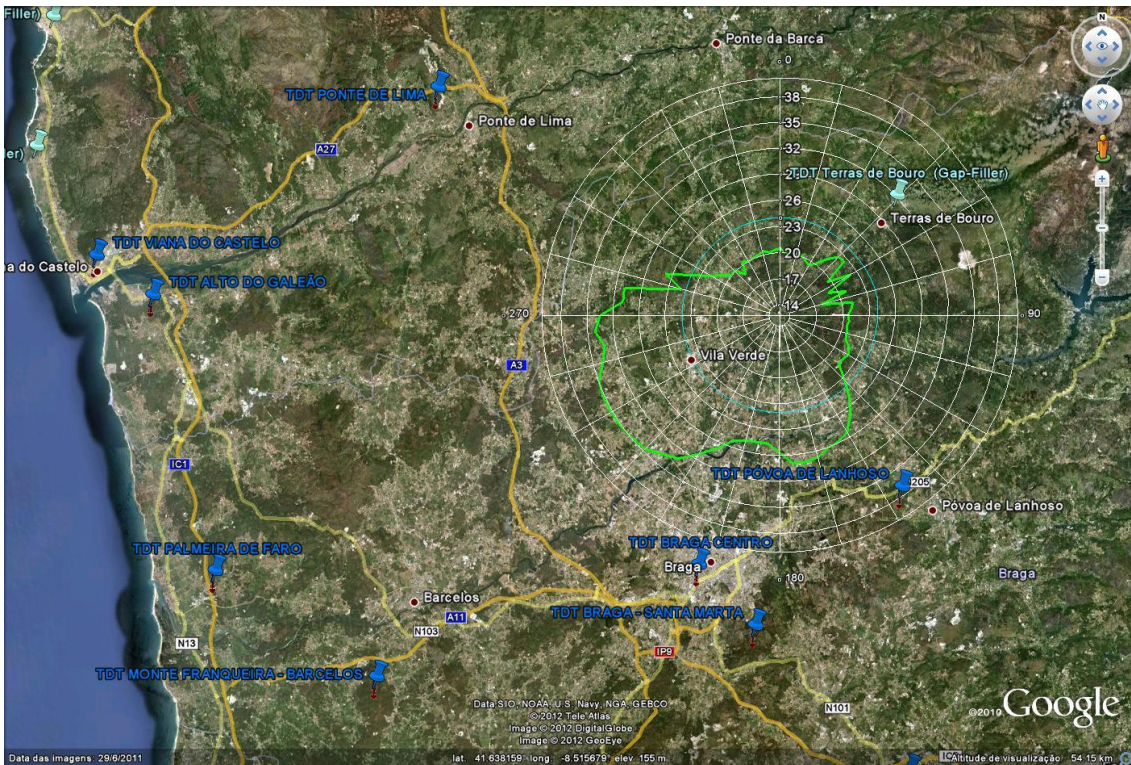 Filler)
Ponte da Barca
N
0
38
TDT PONTE DE LIMA
35
Ponte de Lima
32
A27
ler)
29
TDT Terras de Bouro (Gap-Filler)
26
Terras de Bouro
23
TDT VIANA DO CASTELO
20
na do Castelo
TDT ALTO DO GALEÃO
17
14
270
90
Vila Verde
A3
IC1
TDT PÓVOA DE LANHOSO
205
Póvoa de Lanhoso
TDT PALMEIRA DE FARO
TDT BRAGA CENTRO
Braga
180
Braga
Barcelos
A11
TDT BRAGA - SANTA MARTA
N103
N13
IP9
TDT MONTE FRANQUEIRA - BARCELOS
Data SIO, NOAA, U.S. Navy, NGA, GEBCO
© 2012 Tele Atlas
Image © 2012 DigitalGlobe
Image © 2012 GeoEye
N101
©2010 Google
Data das imagens: 29/6/2011
lat. 41.638159° long. -8.515679° elev 155 m
Altitude de visualização 54.15 km